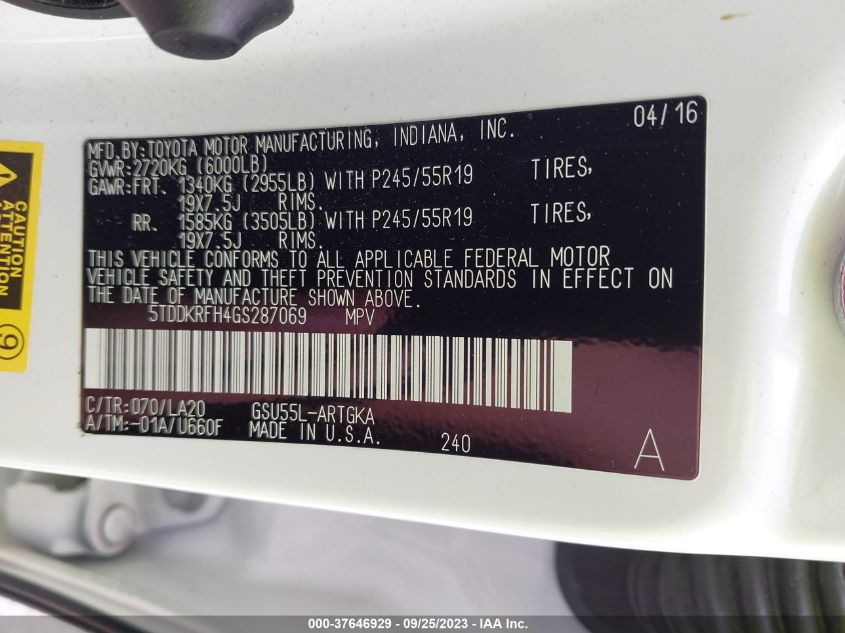 04/16
MFD.BY:TOYOTA MOTOR MANUFACTURING, INDIANA, INC.
GVWR:2720KG (6000LB)
GAWR:FRT. 1340KG (2955LB) WITH P245/55R19 TIRES,
19X7.5J RIMS.
RR. 1585KG (3505LB) WITH P245/55R19 TIRES,
19X7.5J RIMS.
THIS VEHICLE CONFORMS TO ALL APPLICABLE FEDERAL MOTOR
VEHICLE SAFETY AND THEFT PREVENTION STANDARDS IN EFFECT ON
THE DATE OF MANUFACTURE SHOWN ABOVE.
5TDDKRFH4GS287069 MPV
C/TR:070/LA20 GSU55L-ARTGKA
A/TM:-01A/U660F MADE IN U.S.A. 240 A
CAUTION
ATTENTION
9
000-37646929 / 09/25/2023 - IAA Inc.